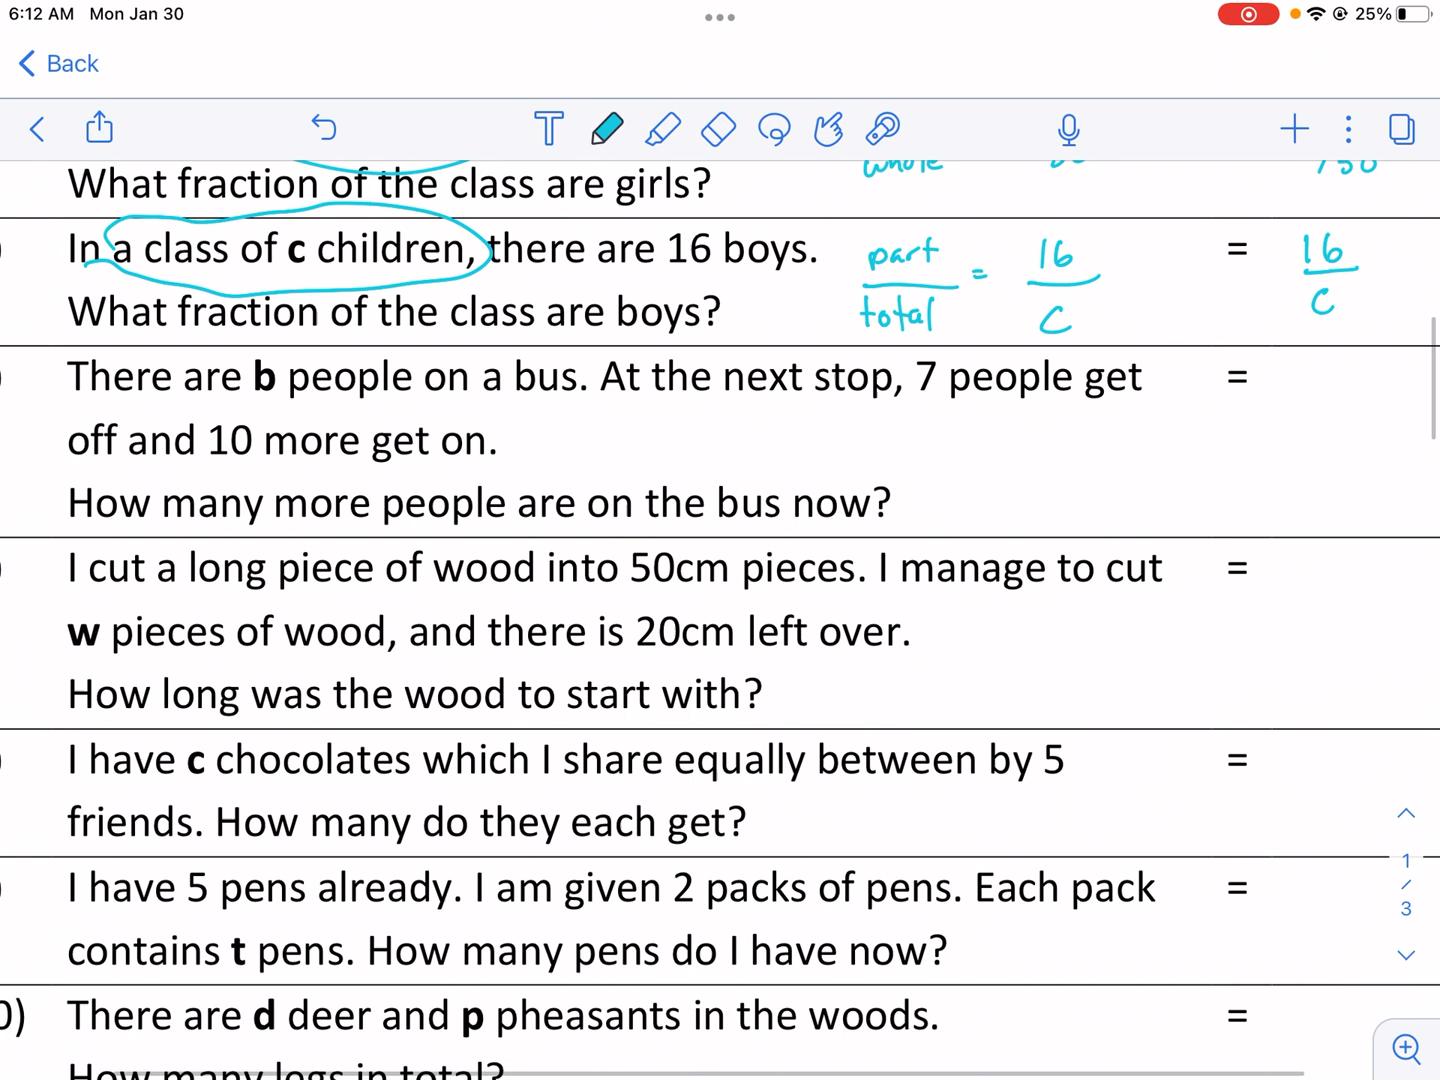 6:12 AM Mon Jan 30
25%
Back
whole
What fraction of the class are girls?
In a class of c children, there are 16 boys. part = 16 = 16
What fraction of the class are boys? total c c
There are b people on a bus. At the next stop, 7 people get =
off and 10 more get on.
How many more people are on the bus now?
I cut a long piece of wood into 50cm pieces. I manage to cut =
w pieces of wood, and there is 20cm left over.
How long was the wood to start with?
I have c chocolates which I share equally between by 5 =
friends. How many do they each get?
I have 5 pens already. I am given 2 packs of pens. Each pack =
contains t pens. How many pens do I have now?
1
/
3
0) There are d deer and p pheasants in the woods. =
How many legs in total?